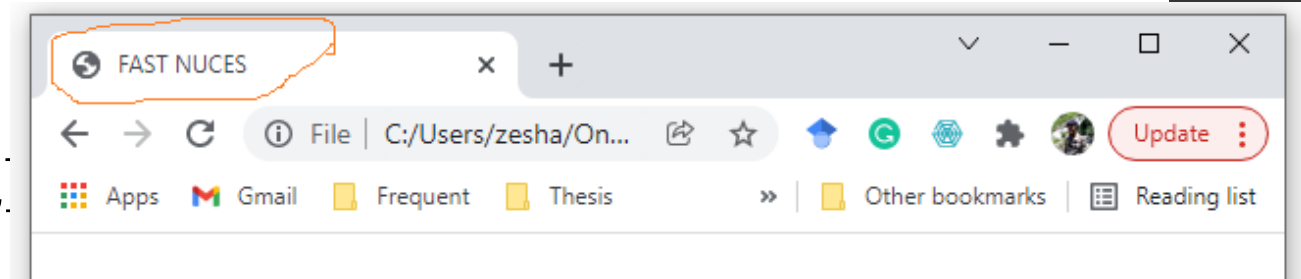 FAST NUCES
File | C:/Users/zesha/On...
Update
Apps Gmail Frequent Thesis » Other bookmarks Reading list